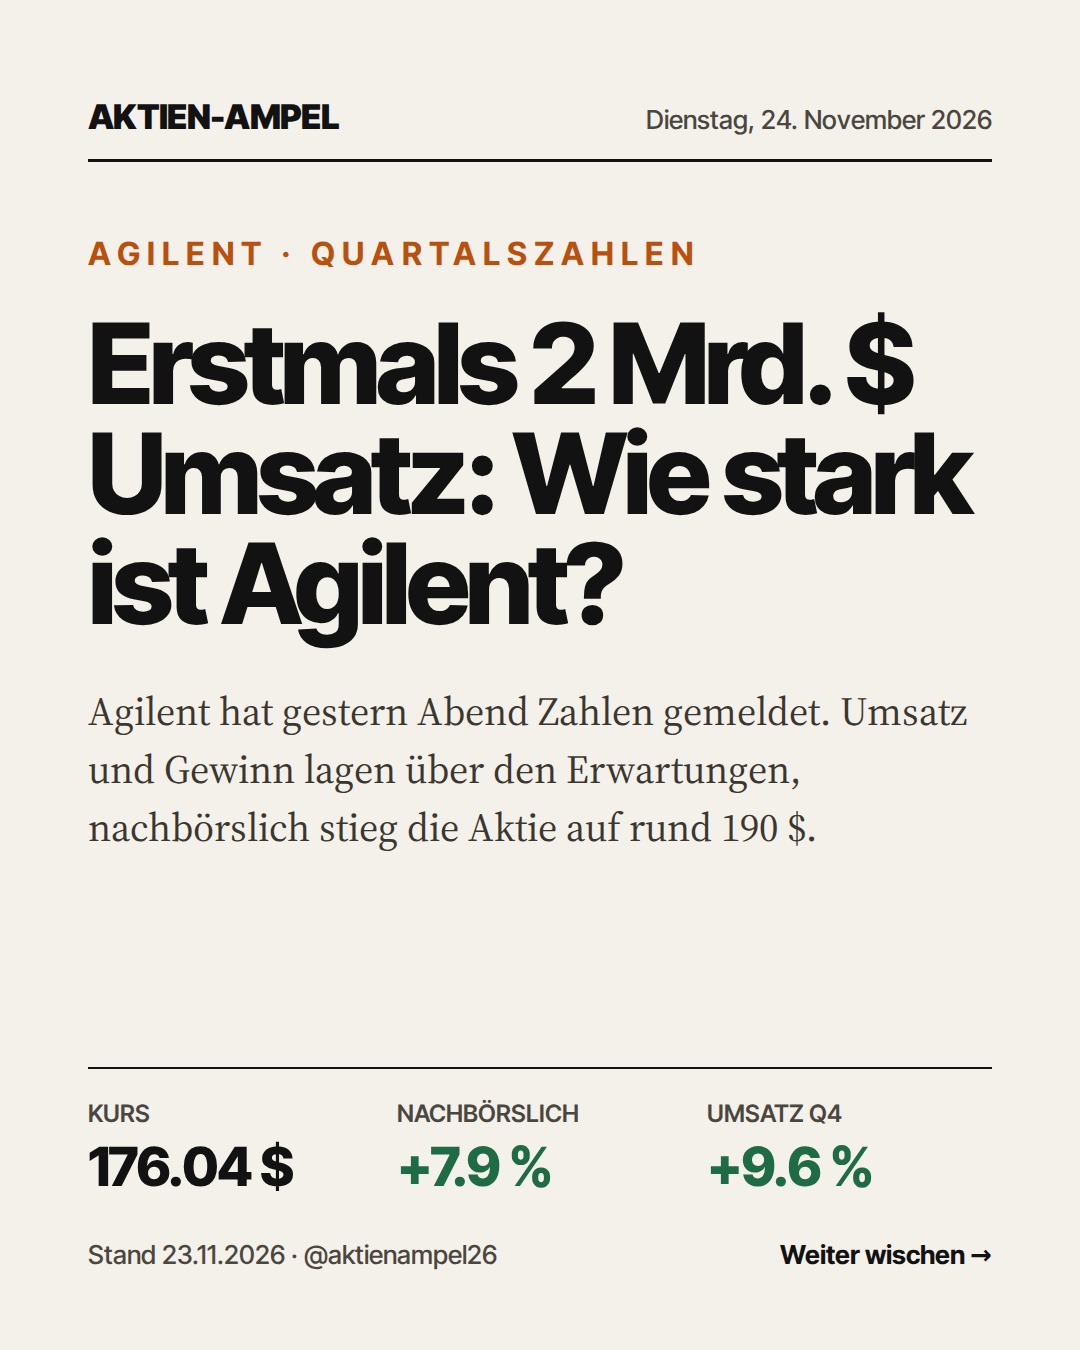 AKTIEN-AMPEL
Dienstag, 24. November 2026
AGILENT · QUARTALSZAHLEN
Erstmals 2 Mrd. $
Umsatz: Wie stark
ist Agilent?
Agilent hat gestern Abend Zahlen gemeldet. Umsatz
und Gewinn lagen über den Erwartungen,
nachbörslich stieg die Aktie auf rund 190 $.
KURS
176.04 $
NACHBÖRSLICH
+7.9 %
UMSATZ Q4
+9.6 %
Stand 23.11.2026 · @aktienampel26
Weiter wischen →